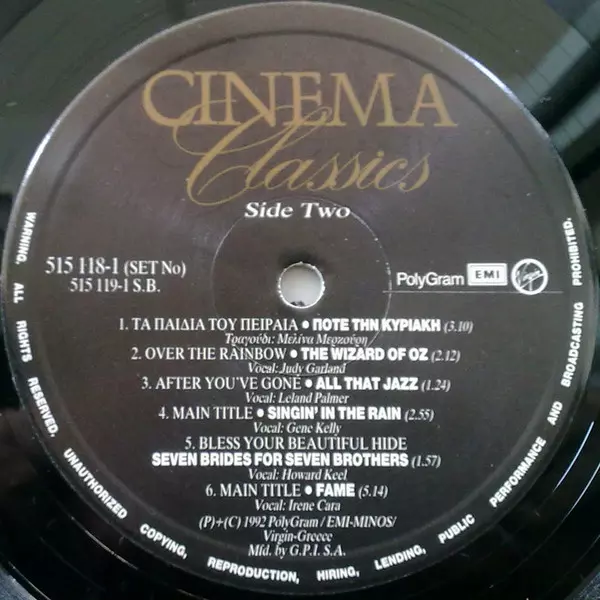 CINEMA
Classics
Side Two
515 118-1 (SET No)
515 119-1 S.B.
PolyGram EMI Virgin
1. ΤΑ ΠΑΙΔΙΑ ΤΟΥ ΠΕΙΡΑΙΑ • ΠΟΤΕ ΤΗΝ ΚΥΡΙΑΚΗ (3.10)
Τραγούδι: Μελίνα Μερκούρη
2. OVER THE RAINBOW • THE WIZARD OF OZ (2.12)
Vocal: Judy Garland
3. AFTER YOU'VE GONE • ALL THAT JAZZ (1.24)
Vocal: Leland Palmer
4. MAIN TITLE • SINGIN' IN THE RAIN (2.55)
Vocal: Gene Kelly
5. BLESS YOUR BEAUTIFUL HIDE
SEVEN BRIDES FOR SEVEN BROTHERS (1.57)
Vocal: Howard Keel
6. MAIN TITLE • FAME (5.14)
Vocal: Irene Cara
(P)+(C) 1992 PolyGram / EMI-MINOS/
Virgin-Greece
Mfd. by G.P.I. S.A.
WARNING. ALL RIGHTS RESERVED. UNAUTHORIZED COPYING, REPRODUCTION, HIRING, LENDING, PUBLIC PERFORMANCE AND BROADCASTING PROHIBITED.